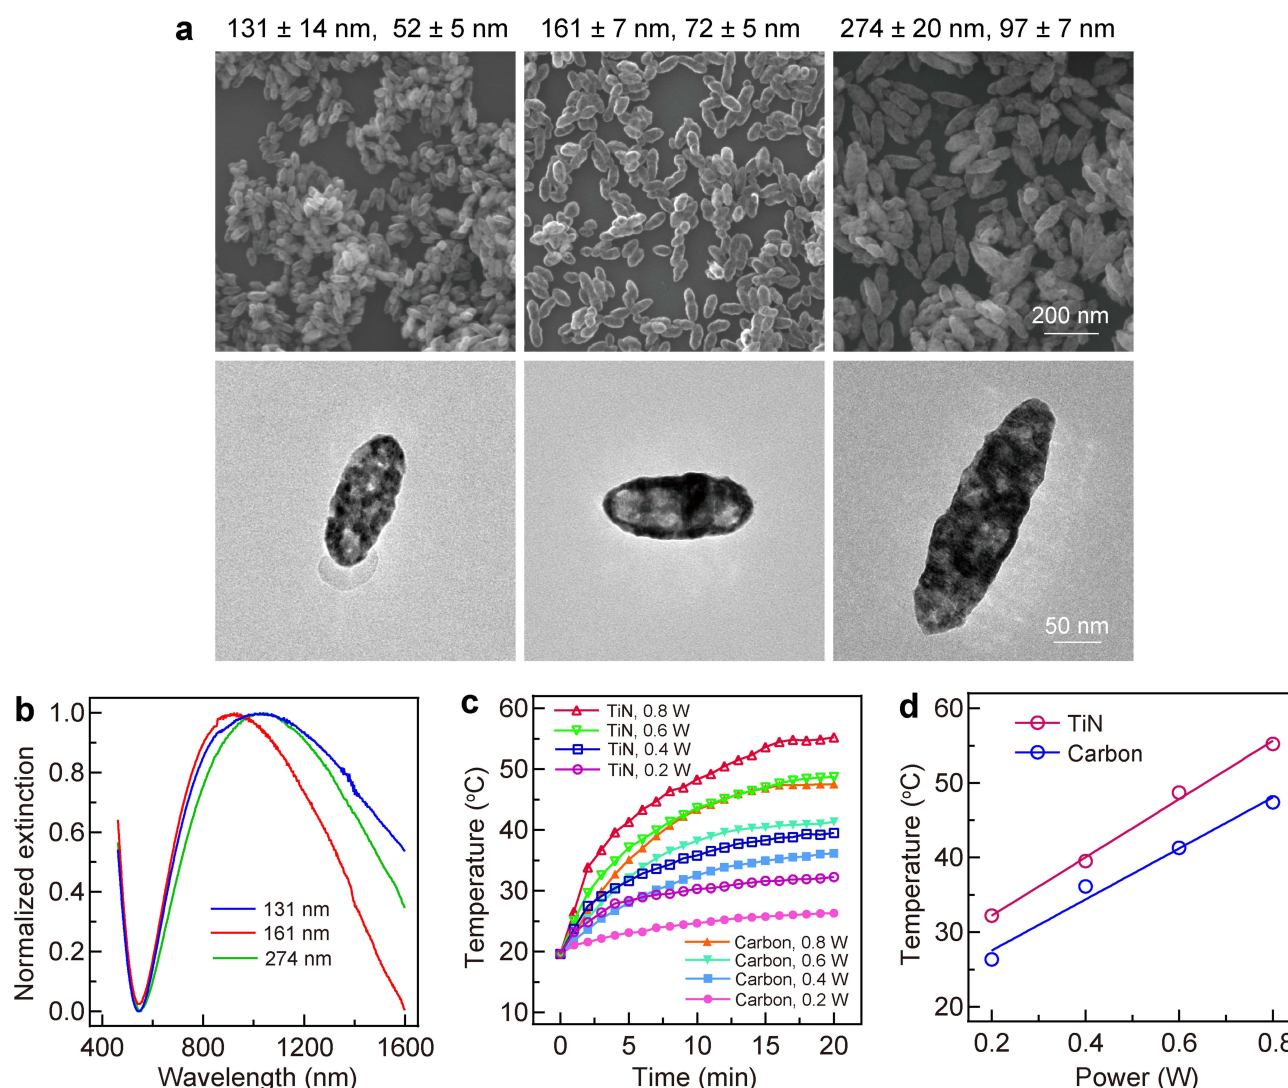 a
131 ± 14 nm, 52 ± 5 nm
161 ± 7 nm, 72 ± 5 nm
274 ± 20 nm, 97 ± 7 nm
200 nm
50 nm
b
Normalized extinction
1.0
0.8
0.6
0.4
0.2
0.0
131 nm
161 nm
274 nm
400 800 1200 1600
Wavelength (nm)
c
Temperature (°C)
60
50
40
30
20
10
TiN, 0.8 W
TiN, 0.6 W
TiN, 0.4 W
TiN, 0.2 W
Carbon, 0.8 W
Carbon, 0.6 W
Carbon, 0.4 W
Carbon, 0.2 W
0 5 10 15 20
Time (min)
d
Temperature (°C)
60
50
40
30
20
TiN
Carbon
0.2 0.4 0.6 0.8
Power (W)